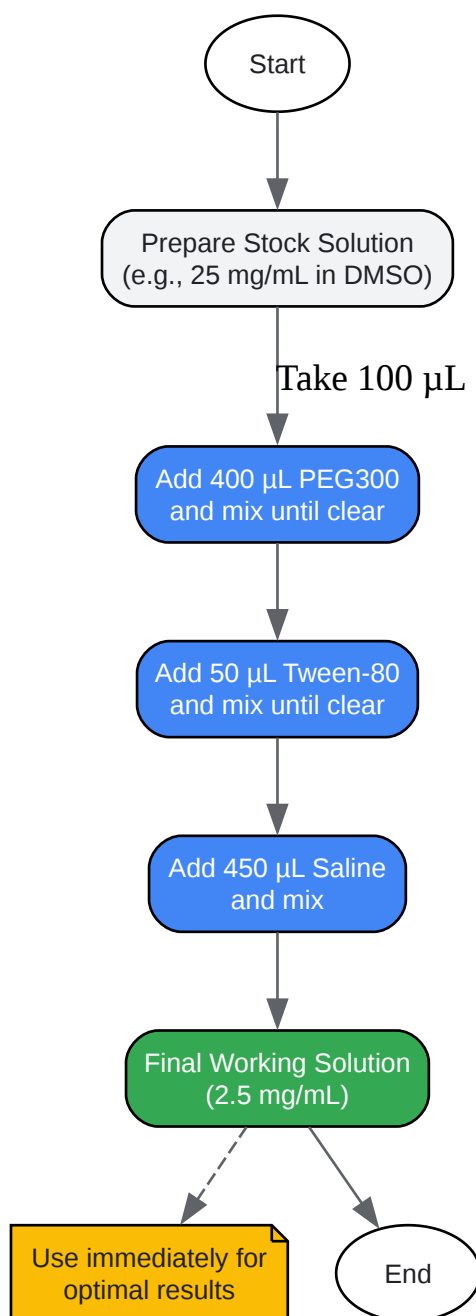 Start
Prepare Stock Solution
(e.g., 25 mg/mL in DMSO)
Take 100 µL
Add 400 µL PEG300
and mix until clear
Add 50 µL Tween-80
and mix until clear
Add 450 µL Saline
and mix
Final Working Solution
(2.5 mg/mL)
Use immediately for
optimal results
End